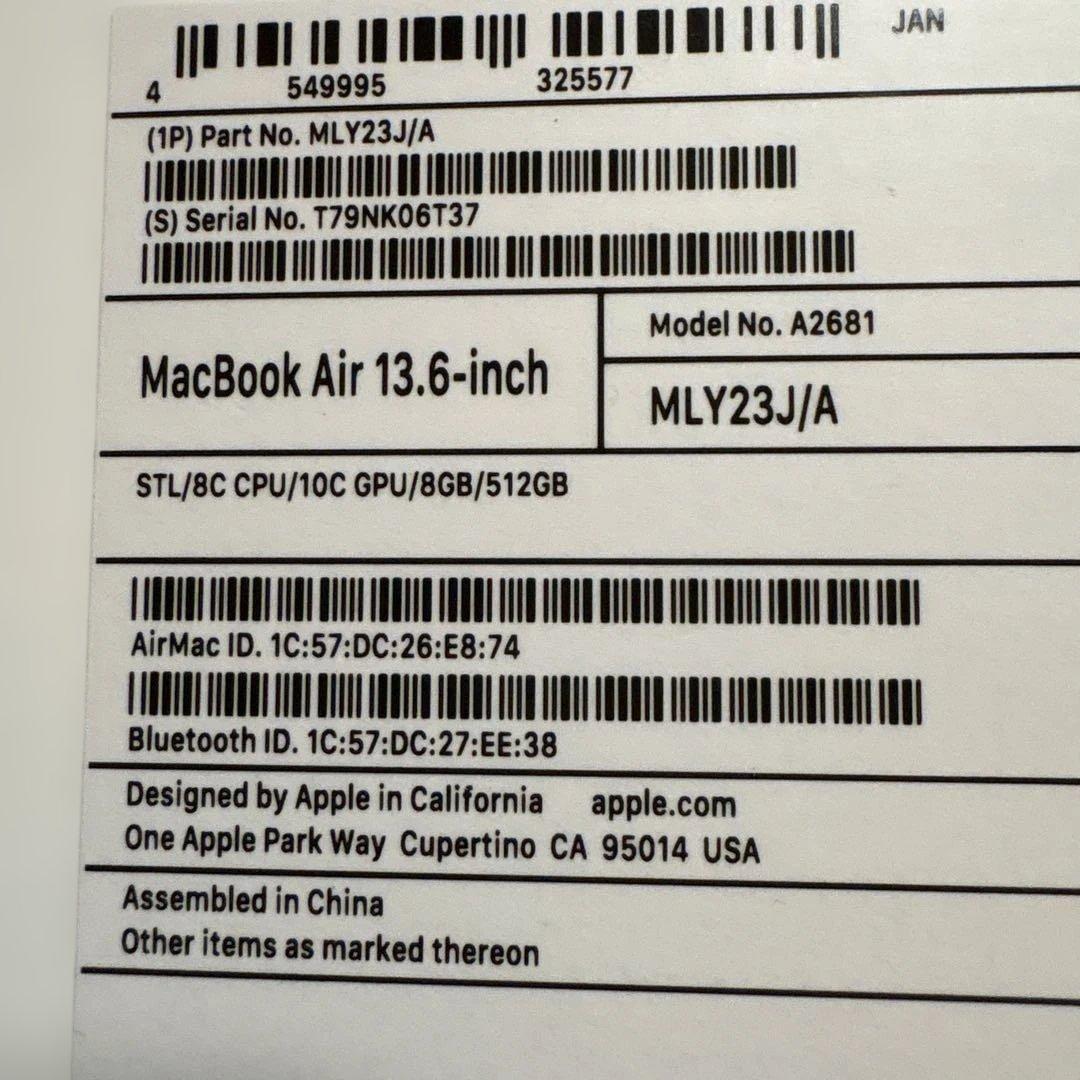 JAN
4 549995 325577
(1P) Part No. MLY23J/A
(S) Serial No. T79NK06T37
MacBook Air 13.6-inch
Model No. A2681
MLY23J/A
STL/8C CPU/10C GPU/8GB/512GB
AirMac ID. 1C:57:DC:26:E8:74
Bluetooth ID. 1C:57:DC:27:EE:38
Designed by Apple in California apple.com
One Apple Park Way Cupertino CA 95014 USA
Assembled in China
Other items as marked thereon